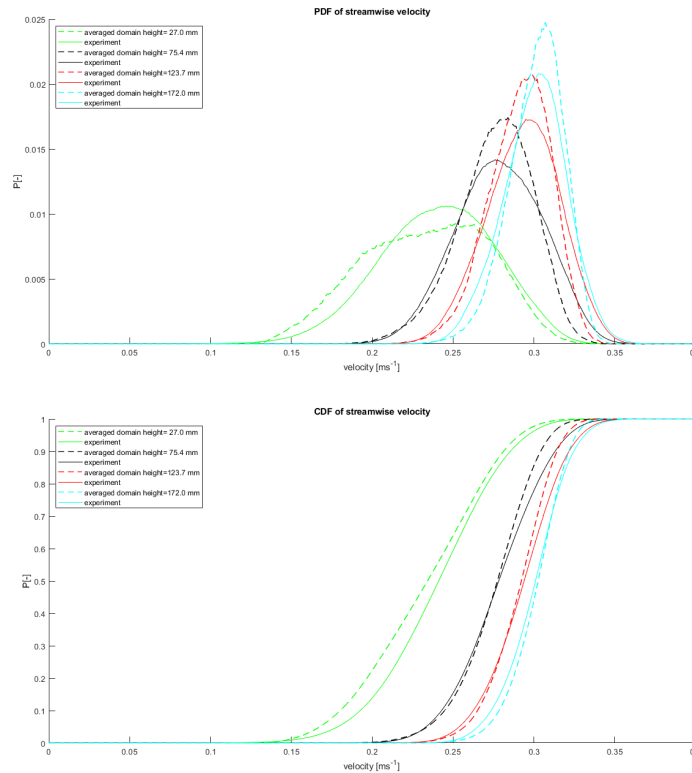 PDF of streamwise velocity
averaged domain height= 27.0 mm
experiment
averaged domain height= 75.4 mm
experiment
averaged domain height=123.7 mm
experiment
averaged domain height=172.0 mm
experiment
0.025
0.02
0.015
0.01
0.005
0
P[-]
0 0.05 0.1 0.15 0.2 0.25 0.3 0.35 0.
velocity [ms⁻¹]
CDF of streamwise velocity
averaged domain height= 27.0 mm
experiment
averaged domain height= 75.4 mm
experiment
averaged domain height=123.7 mm
experiment
averaged domain height=172.0 mm
experiment
1
0.9
0.8
0.7
0.6
0.5
0.4
0.3
0.2
0.1
0
P[-]
0 0.05 0.1 0.15 0.2 0.25 0.3 0.35 0.
velocity [ms⁻¹]